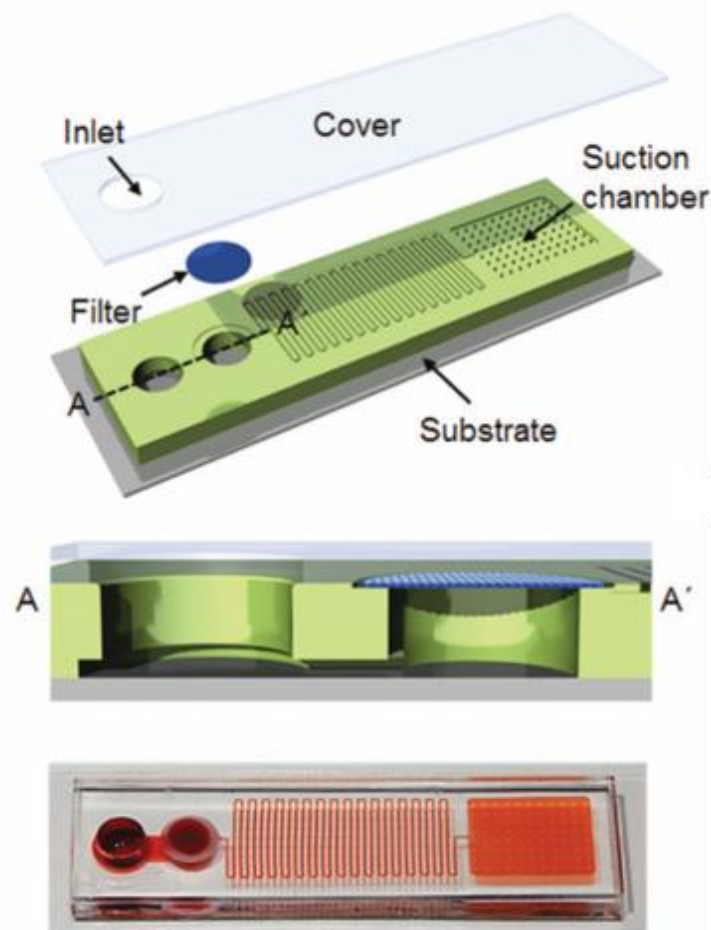 Inlet
Cover
Suction
chamber
Filter
A
A
Substrate
A
A´